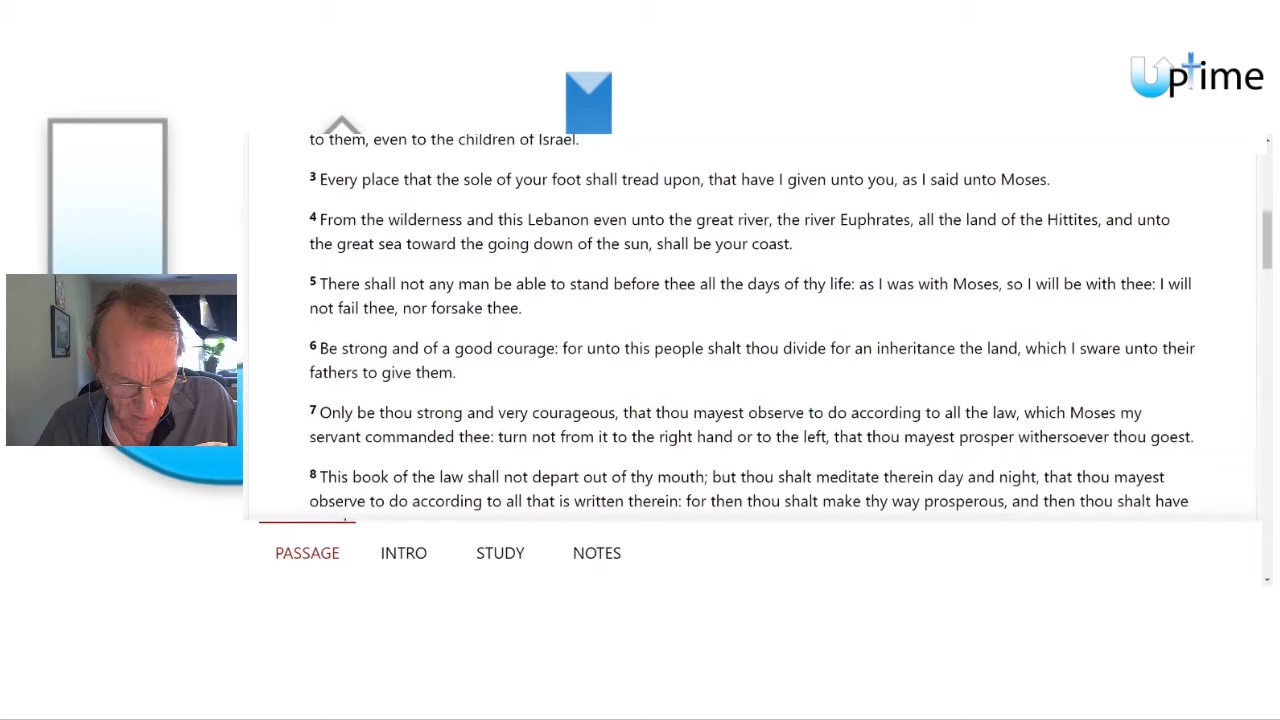 Uptime
to them, even to the children of Israel.
3 Every place that the sole of your foot shall tread upon, that have I given unto you, as I said unto Moses.
4 From the wilderness and this Lebanon even unto the great river, the river Euphrates, all the land of the Hittites, and unto
the great sea toward the going down of the sun, shall be your coast.
5 There shall not any man be able to stand before thee all the days of thy life: as I was with Moses, so I will be with thee: I will
not fail thee, nor forsake thee.
6 Be strong and of a good courage: for unto this people shalt thou divide for an inheritance the land, which I sware unto their
fathers to give them.
7 Only be thou strong and very courageous, that thou mayest observe to do according to all the law, which Moses my
servant commanded thee: turn not from it to the right hand or to the left, that thou mayest prosper withersoever thou goest.
8 This book of the law shall not depart out of thy mouth; but thou shalt meditate therein day and night, that thou mayest
observe to do according to all that is written therein: for then thou shalt make thy way prosperous, and then thou shalt have
PASSAGE INTRO STUDY NOTES